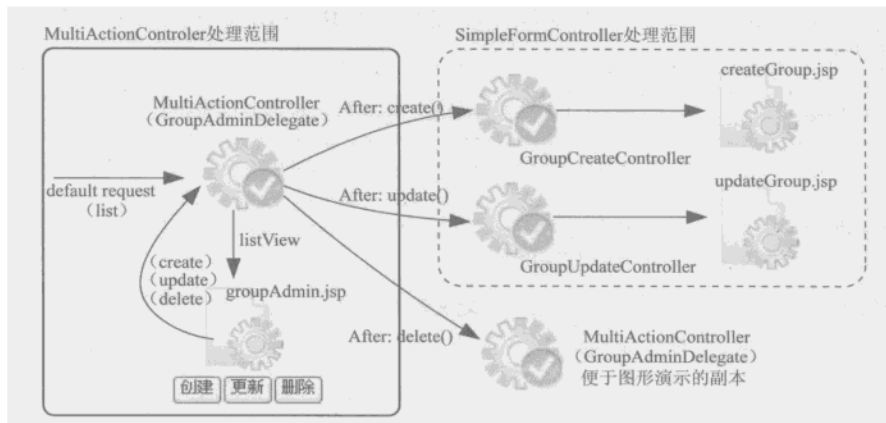 MultiActionControler处理范围
SimpleFormController处理范围
MultiActionController
（GroupAdminDelegate）
After: create()
createGroup.jsp
GroupCreateController
default request
（list）
After: update()
updateGroup.jsp
GroupUpdateController
listView
（create）
（update）
（delete）
groupAdmin.jsp
After: delete()
MultiActionController
（GroupAdminDelegate）
便于图形演示的副本
创建 更新 删除